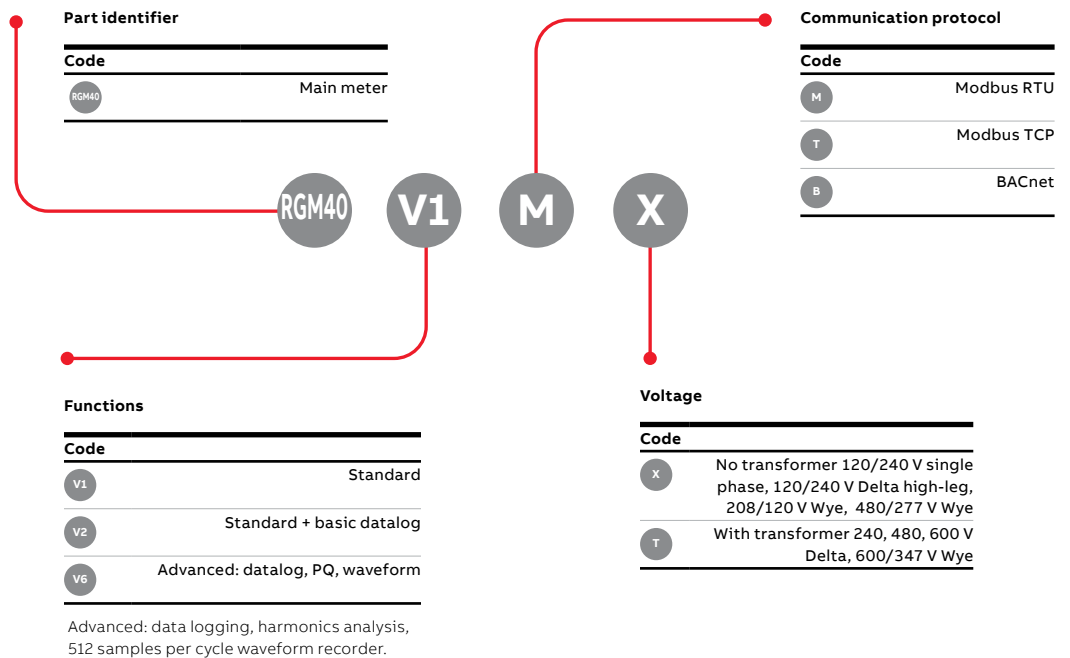 Part identifier
Code
RGM40
Main meter
Communication protocol
Code
M
Modbus RTU
T
Modbus TCP
B
BACnet
RGM40
V1
M
X
Functions
Code
V1
Standard
V2
Standard + basic datalog
V6
Advanced: datalog, PQ, waveform
Advanced: data logging, harmonics analysis,
512 samples per cycle waveform recorder.
Voltage
Code
X
No transformer 120/240 V single
phase, 120/240 V Delta high-leg,
208/120 V Wye, 480/277 V Wye
T
With transformer 240, 480, 600 V
Delta, 600/347 V Wye